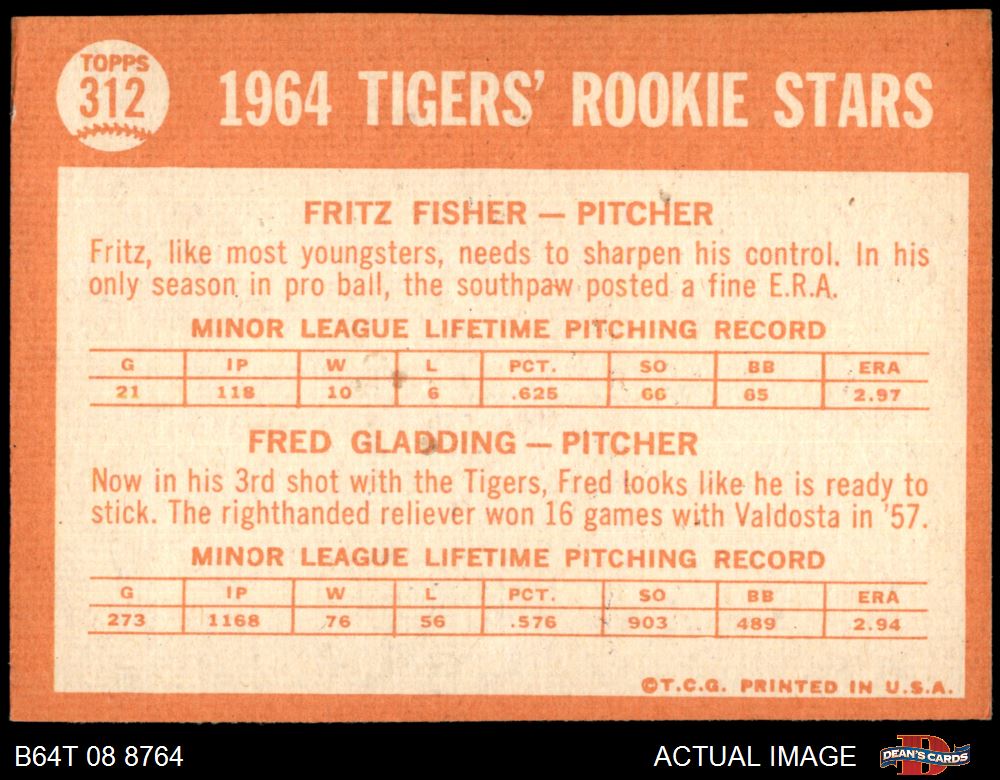 TOPPS
312
1964 TIGERS' ROOKIE STARS
FRITZ FISHER — PITCHER
Fritz, like most youngsters, needs to sharpen his control. In his
only season in pro ball, the southpaw posted a fine E.R.A.
MINOR LEAGUE LIFETIME PITCHING RECORD
G IP W L PCT. SO BB ERA
21 118 10 6 .625 66 65 2.97
FRED GLADDING — PITCHER
Now in his 3rd shot with the Tigers, Fred looks like he is ready to
stick. The righthanded reliever won 16 games with Valdosta in '57.
MINOR LEAGUE LIFETIME PITCHING RECORD
G IP W L PCT. SO BB ERA
273 1168 76 56 .576 903 489 2.94
©T.C.G. PRINTED IN U.S.A.
B64T 08 8764
ACTUAL IMAGE
D
DEAN'S CARDS